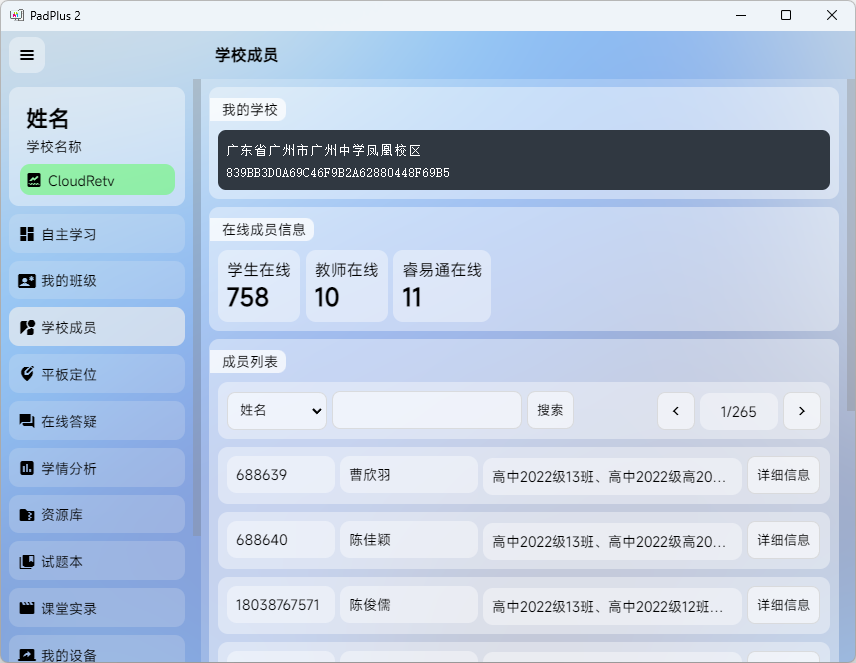 PadPlus 2
学校成员
姓名
学校名称
CloudRetv
自主学习
我的班级
学校成员
平板定位
在线答疑
学情分析
资源库
试题本
课堂实录
我的设备
我的学校
广东省广州市广州中学凤凰校区
839BB3D0A69C46F9B2A62880448F69B5
在线成员信息
学生在线 教师在线 睿易通在线
758 10 11
成员列表
姓名 搜索 1/265
688639 曹欣羽 高中2022级13班、高中2022级高20... 详细信息
688640 陈佳颖 高中2022级13班、高中2022级高20... 详细信息
18038767571 陈俊儒 高中2022级13班、高中2022级12班... 详细信息